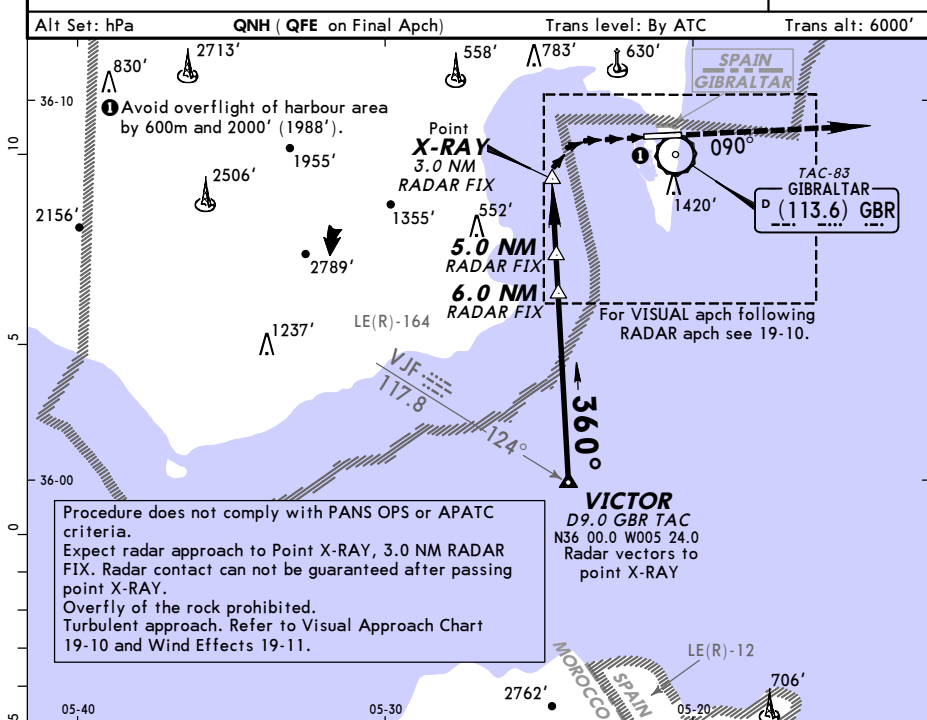 Alt Set: hPa QNH ( QFE on Final Apch) Trans level: By ATC Trans alt: 6000'
2713'
830'
558'
783'
630'
SPAIN
GIBRALTAR
36-10
1 Avoid overflight of harbour area
by 600m and 2000' (1988').
10
1955'
Point
X-RAY
3.0 NM
RADAR FIX
1
090°
2506'
2156'
1355'
552'
1420'
TAC-83
GIBRALTAR
D (113.6) GBR
2789'
5.0 NM
RADAR FIX
6.0 NM
RADAR FIX
For VISUAL apch following
RADAR apch see 19-10.
1237'
LE(R)-164
5
VJF
117.8
124°
360°
36-00
VICTOR
D9.0 GBR TAC
N36 00.0 W005 24.0
Radar vectors to
point X-RAY
0
Procedure does not comply with PANS OPS or APATC
criteria.
Expect radar approach to Point X-RAY, 3.0 NM RADAR
FIX. Radar contact can not be guaranteed after passing
point X-RAY.
Overfly of the rock prohibited.
Turbulent approach. Refer to Visual Approach Chart
19-10 and Wind Effects 19-11.
MOROCCO
SPAIN
LE(R)-12
2762'
706'
5
05-40
05-30
05-20